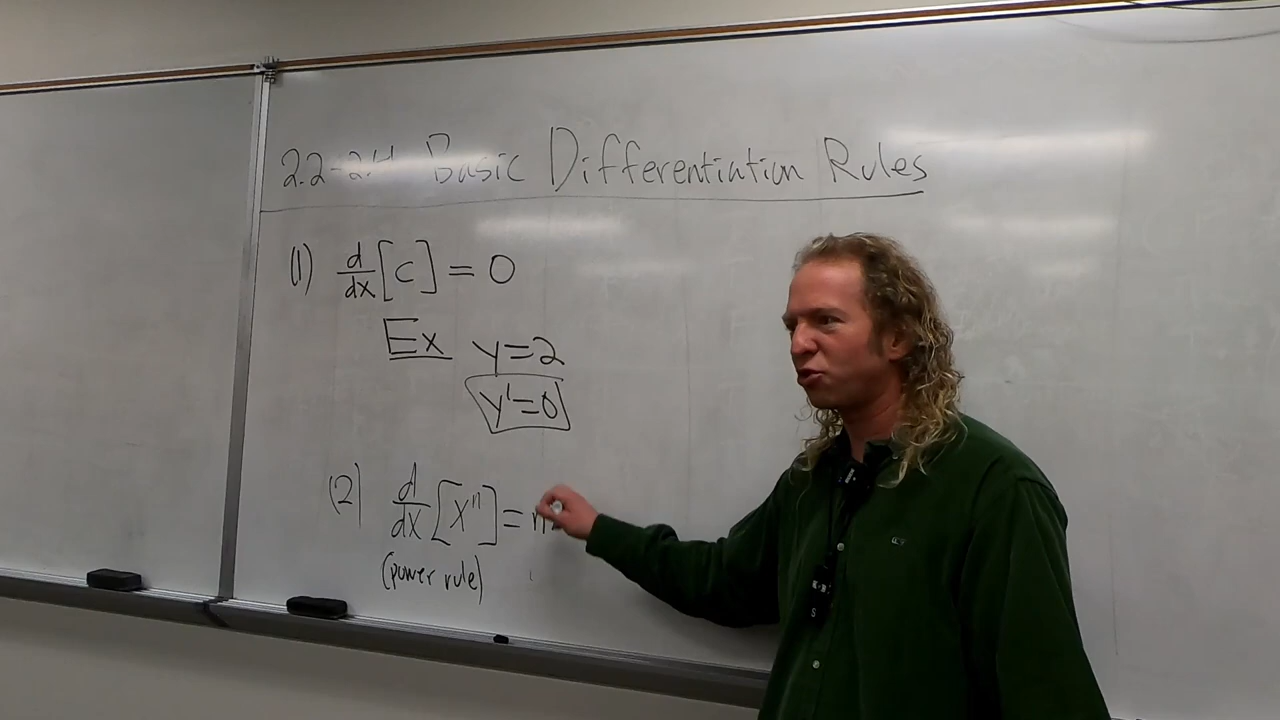 2.2-2.4 Basic Differentiation Rules
(1) d/dx [c] = 0
Ex y=2
y'=0
(2) d/dx [x^n] = n
(power rule)